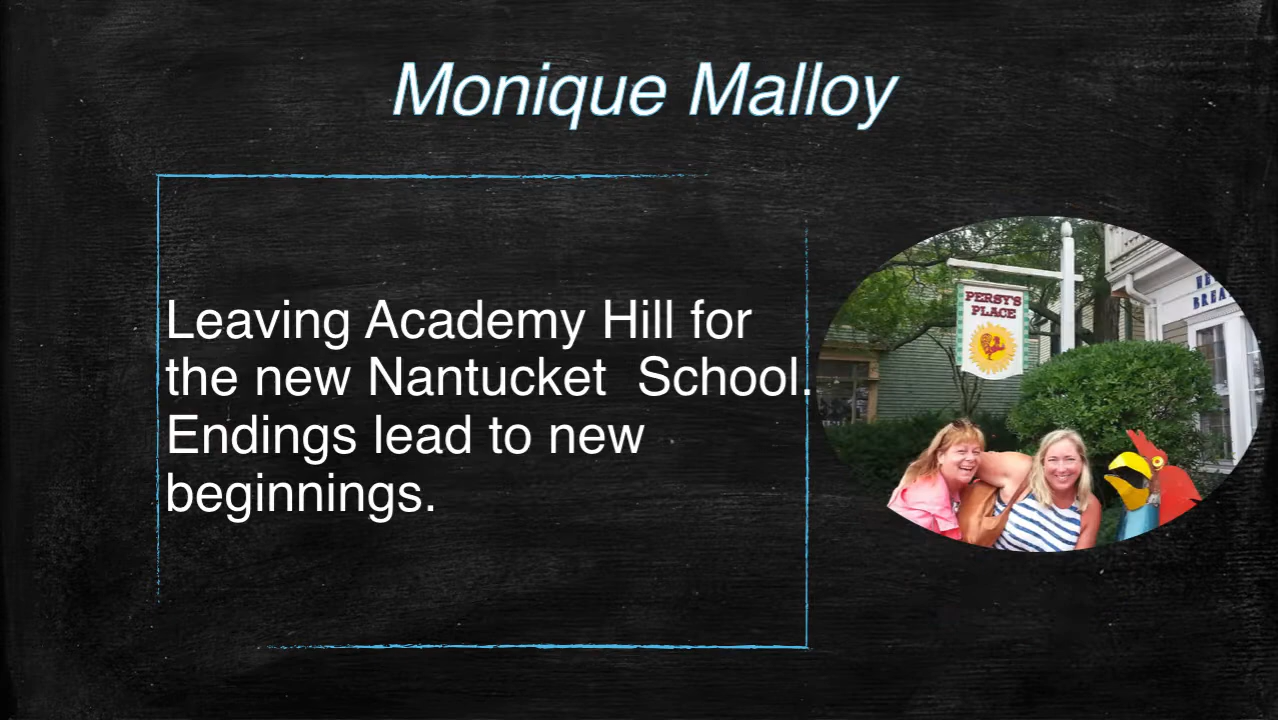 Monique Malloy
Leaving Academy Hill for
the new Nantucket  School.
Endings lead to new
beginnings.
PERSY'S
PLACE